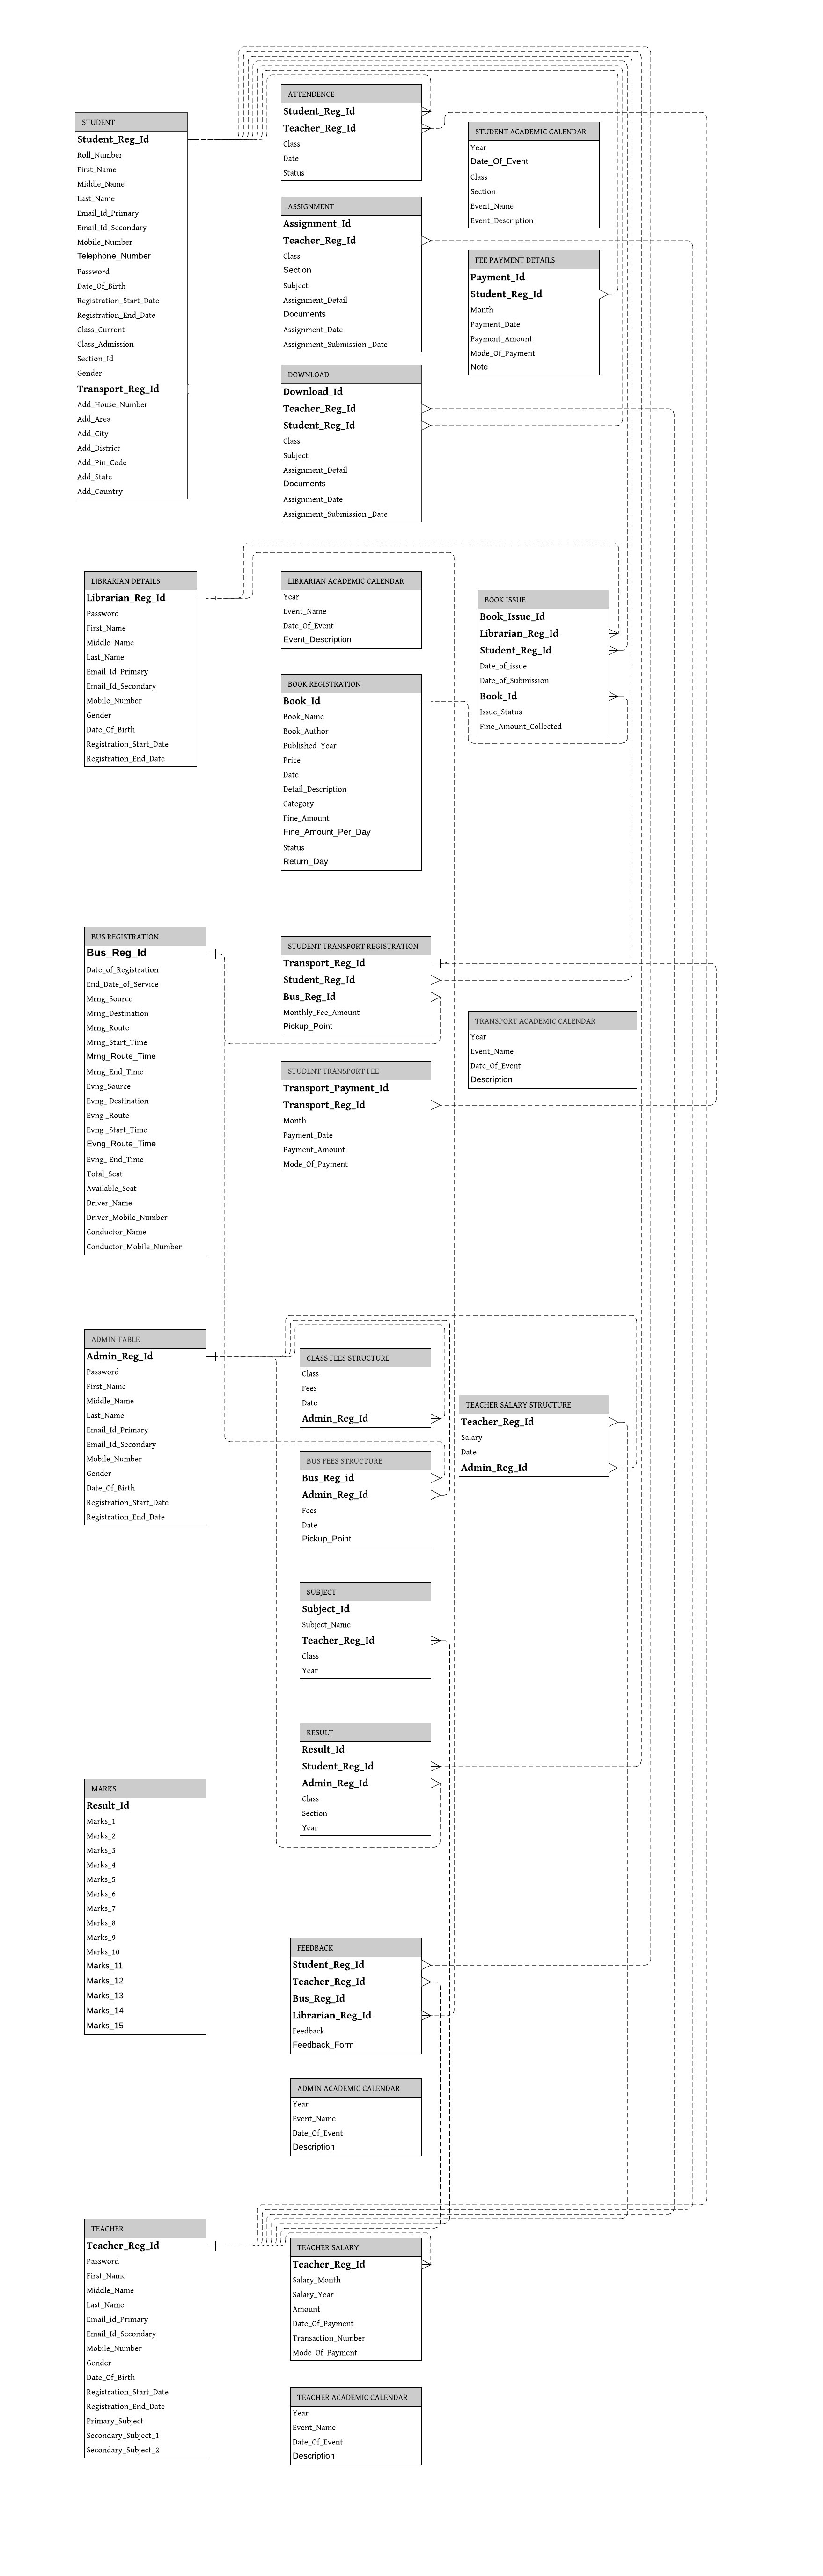 STUDENT
Student_Reg_Id
Roll_Number
First_Name
Middle_Name
Last_Name
Email_Id_Primary
Email_Id_Secondary
Mobile_Number
Telephone_Number
Password
Date_Of_Birth
Registration_Start_Date
Registration_End_Date
Class_Current
Class_Admission
Section_Id
Gender
Transport_Reg_Id
Add_House_Number
Add_Area
Add_City
Add_District
Add_Pin_Code
Add_State
Add_Country
ATTENDENCE
Student_Reg_Id
Teacher_Reg_Id
Class
Date
Status
STUDENT ACADEMIC CALENDAR
Year
Date_Of_Event
Class
Section
Event_Name
Event_Description
ASSIGNMENT
Assignment_Id
Teacher_Reg_Id
Class
Section
Subject
Assignment_Detail
Documents
Assignment_Date
Assignment_Submission _Date
FEE PAYMENT DETAILS
Payment_Id
Student_Reg_Id
Month
Payment_Date
Payment_Amount
Mode_Of_Payment
Note
DOWNLOAD
Download_Id
Teacher_Reg_Id
Student_Reg_Id
Class
Subject
Assignment_Detail
Documents
Assignment_Date
Assignment_Submission _Date
LIBRARIAN DETAILS
Librarian_Reg_Id
Password
First_Name
Middle_Name
Last_Name
Email_Id_Primary
Email_Id_Secondary
Mobile_Number
Gender
Date_Of_Birth
Registration_Start_Date
Registration_End_Date
LIBRARIAN ACADEMIC CALENDAR
Year
Event_Name
Date_Of_Event
Event_Description
BOOK ISSUE
Book_Issue_Id
Librarian_Reg_Id
Student_Reg_Id
Date_of_issue
Date_of_Submission
Book_Id
Issue_Status
Fine_Amount_Collected
BOOK REGISTRATION
Book_Id
Book_Name
Book_Author
Published_Year
Price
Date
Detail_Description
Category
Fine_Amount
Fine_Amount_Per_Day
Status
Return_Day
BUS REGISTRATION
Bus_Reg_Id
Date_of_Registration
End_Date_of_Service
Mrng_Source
Mrng_Destination
Mrng_Route
Mrng_Start_Time
Mrng_Route_Time
Mrng_End_Time
Evng_Source
Evng_ Destination
Evng _Route
Evng _Start_Time
Evng_Route_Time
Evng_ End_Time
Total_Seat
Available_Seat
Driver_Name
Driver_Mobile_Number
Conductor_Name
Conductor_Mobile_Number
STUDENT TRANSPORT REGISTRATION
Transport_Reg_Id
Student_Reg_Id
Bus_Reg_Id
Monthly_Fee_Amount
Pickup_Point
TRANSPORT ACADEMIC CALENDAR
Year
Event_Name
Date_Of_Event
Description
STUDENT TRANSPORT FEE
Transport_Payment_Id
Transport_Reg_Id
Month
Payment_Date
Payment_Amount
Mode_Of_Payment
ADMIN TABLE
Admin_Reg_Id
Password
First_Name
Middle_Name
Last_Name
Email_Id_Primary
Email_Id_Secondary
Mobile_Number
Gender
Date_Of_Birth
Registration_Start_Date
Registration_End_Date
CLASS FEES STRUCTURE
Class
Fees
Date
Admin_Reg_Id
TEACHER SALARY STRUCTURE
Teacher_Reg_Id
Salary
Date
Admin_Reg_Id
BUS FEES STRUCTURE
Bus_Reg_id
Admin_Reg_Id
Fees
Date
Pickup_Point
SUBJECT
Subject_Id
Subject_Name
Teacher_Reg_Id
Class
Year
RESULT
Result_Id
Student_Reg_Id
Admin_Reg_Id
Class
Section
Year
MARKS
Result_Id
Marks_1
Marks_2
Marks_3
Marks_4
Marks_5
Marks_6
Marks_7
Marks_8
Marks_9
Marks_10
Marks_11
Marks_12
Marks_13
Marks_14
Marks_15
FEEDBACK
Student_Reg_Id
Teacher_Reg_Id
Bus_Reg_Id
Librarian_Reg_Id
Feedback
Feedback_Form
ADMIN ACADEMIC CALENDAR
Year
Event_Name
Date_Of_Event
Description
TEACHER
Teacher_Reg_Id
Password
First_Name
Middle_Name
Last_Name
Email_id_Primary
Email_Id_Secondary
Mobile_Number
Gender
Date_Of_Birth
Registration_Start_Date
Registration_End_Date
Primary_Subject
Secondary_Subject_1
Secondary_Subject_2
TEACHER SALARY
Teacher_Reg_Id
Salary_Month
Salary_Year
Amount
Date_Of_Payment
Transaction_Number
Mode_Of_Payment
TEACHER ACADEMIC CALENDAR
Year
Event_Name
Date_Of_Event
Description